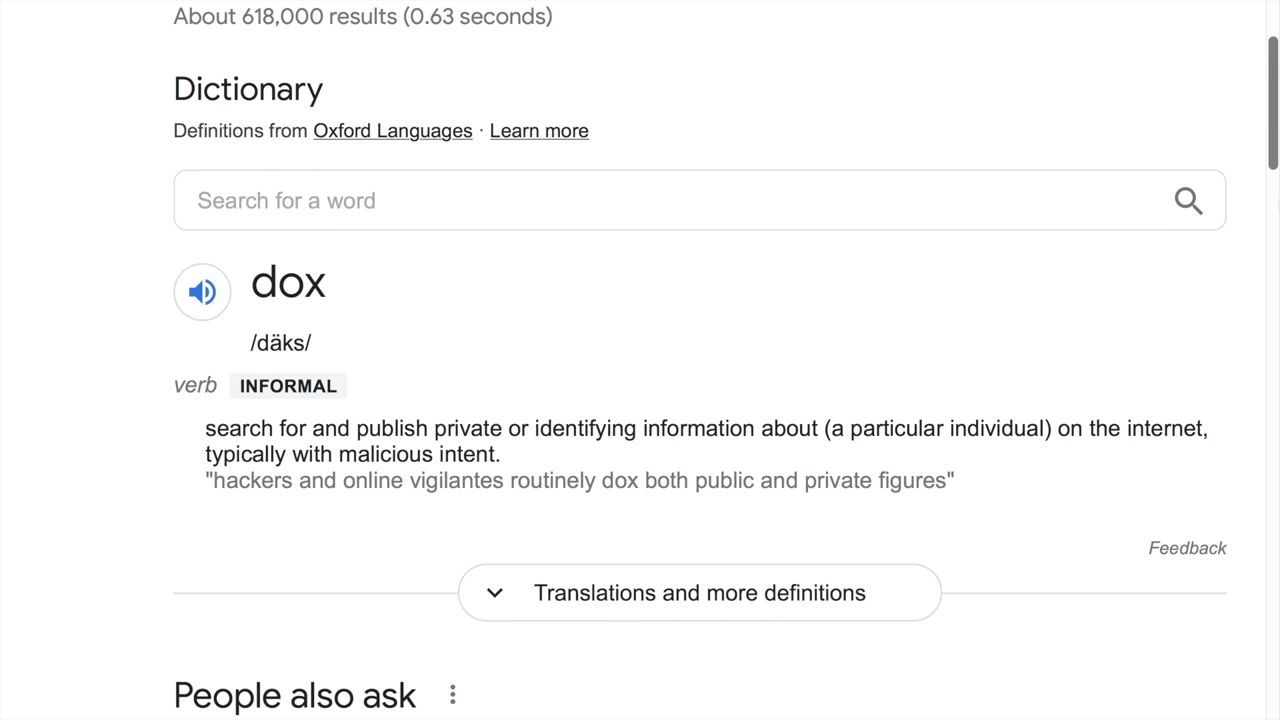 About 618,000 results (0.63 seconds)
Dictionary
Definitions from Oxford Languages · Learn more
Search for a word
dox
/däks/
verb INFORMAL
search for and publish private or identifying information about (a particular individual) on the internet,
typically with malicious intent.
"hackers and online vigilantes routinely dox both public and private figures"
Feedback
Translations and more definitions
People also ask